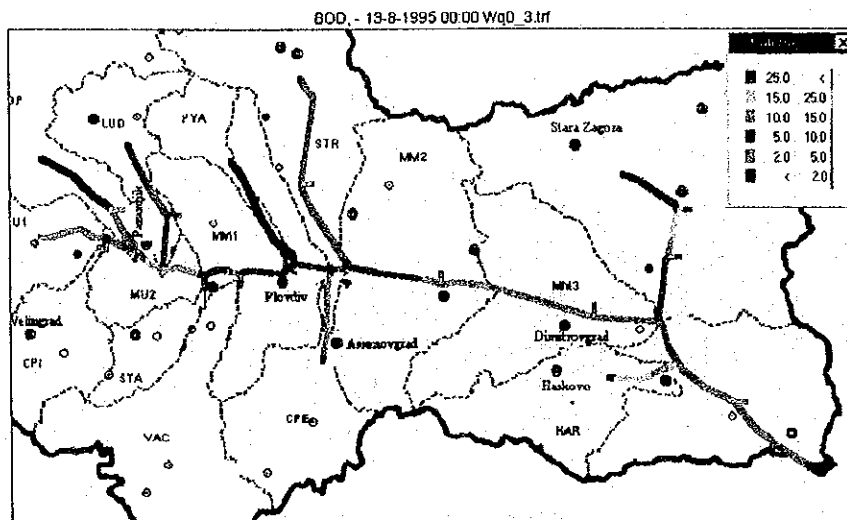 BOD, - 13-8-1995 00:00 Wq0_3.trf
25.0 <
15.0 25.0
10.0 15.0
5.0 10.0
2.0 5.0
< 2.0
LUD
PYA
STR
MM2
Stara Zagora
U1
MM1
MU2
Plovdiv
MM3
Velingrad
CPI
STA
Assenovgrad
Dimitrovgrad
Haskovo
VAC
CPE
HAR